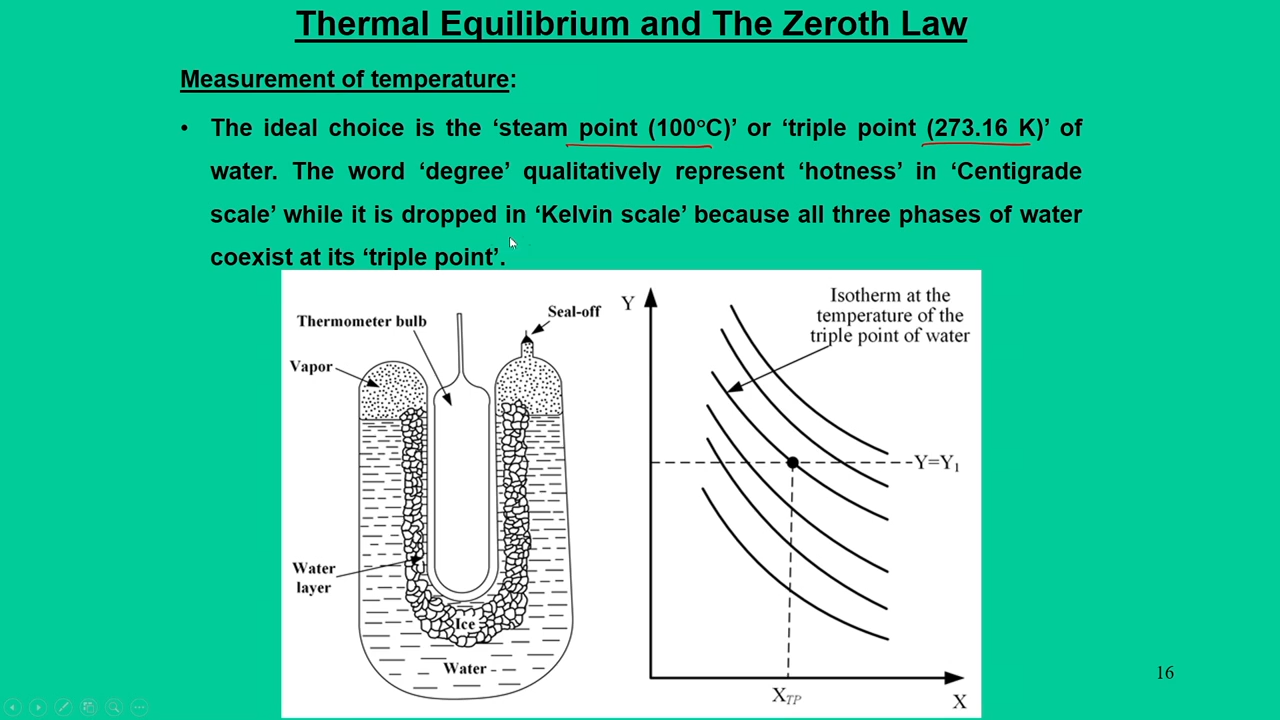 Thermal Equilibrium and The Zeroth Law
Measurement of temperature:
• The ideal choice is the ‘steam point (100°C)’ or ‘triple point (273.16 K)’ of
water. The word ‘degree’ qualitatively represent ‘hotness’ in ‘Centigrade
scale’ while it is dropped in ‘Kelvin scale’ because all three phases of water
coexist at its ‘triple point’.
Thermometer bulb
Seal-off
Vapor
Water
layer
Ice
Water
Y
Isotherm at the
temperature of the
triple point of water
Y=Y₁
X_TP
X
16